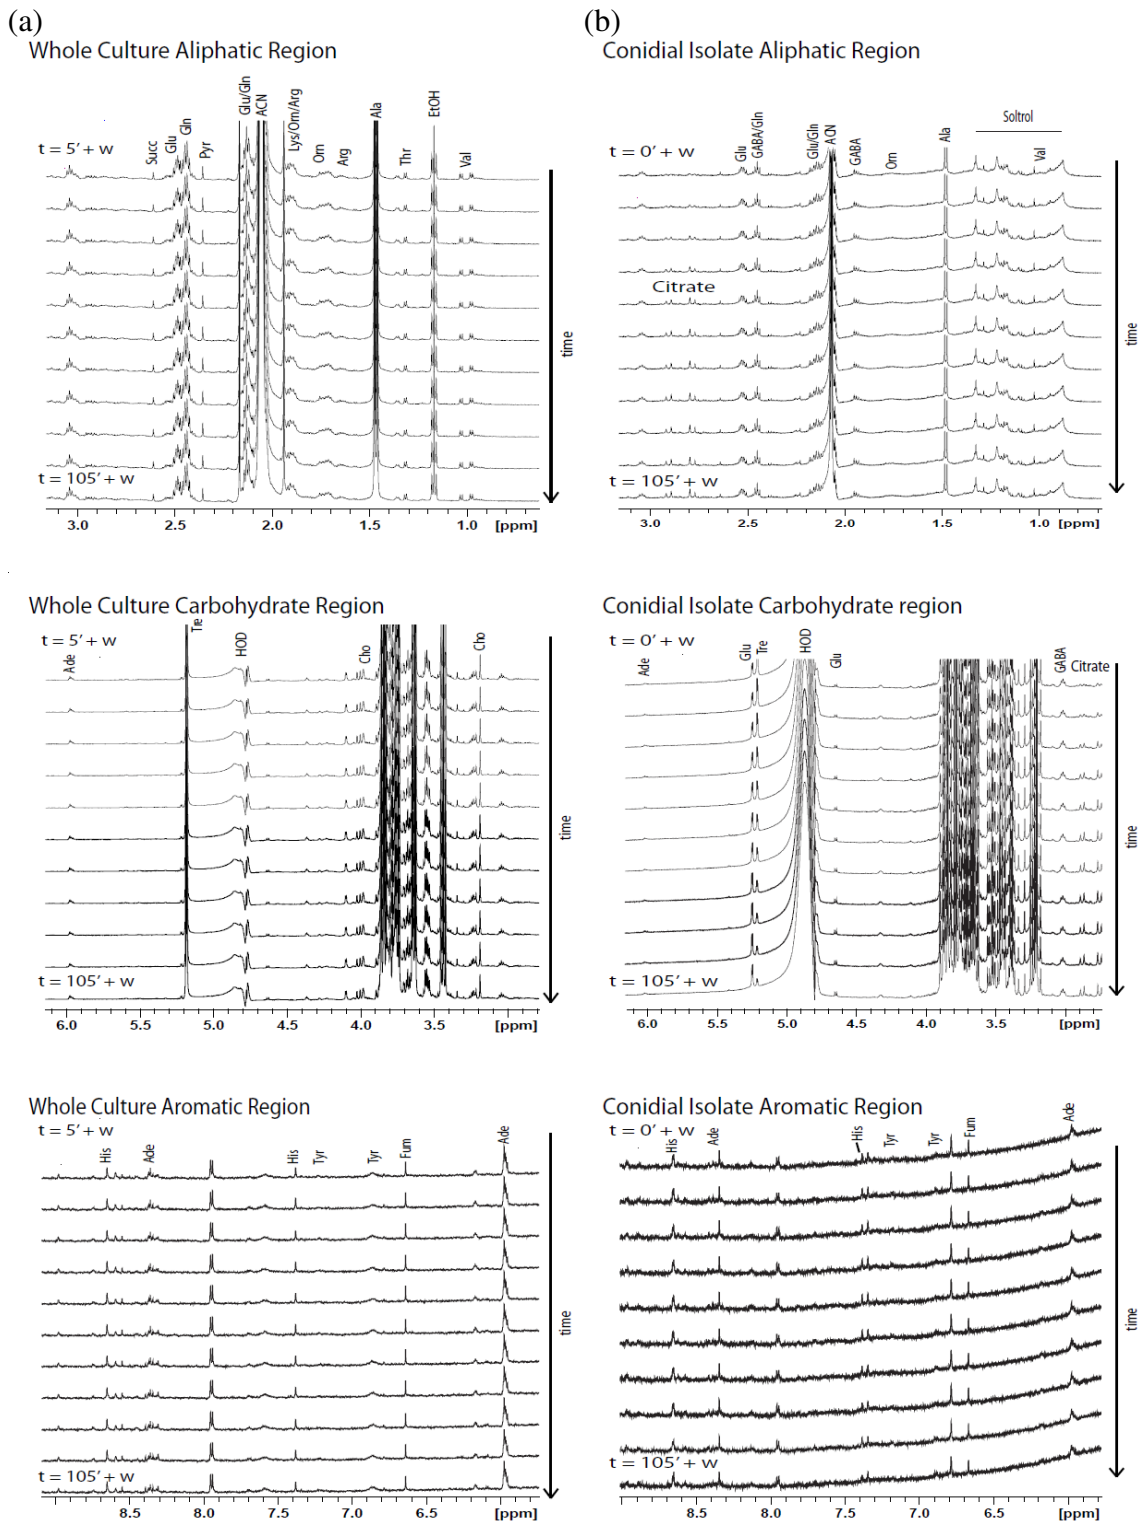 (a)
(b)
Whole Culture Aliphatic Region
Conidial Isolate Aliphatic Region
t = 5' + w
Succ
Glu
Gln
Pyr
Glu/Gln
ACN
Lys/Orn/Arg
Orn
Arg
Ala
Thr
EtOH
Val
time
t = 105' + w
3.0 2.5 2.0 1.5 1.0 [ppm]
t = 0' + w
Glu
GABA/Gln
Glu/Gln
ACN
GABA
Orn
Ala
Soltrol
Val
Citrate
time
t = 105' + w
3.0 2.5 2.0 1.5 1.0 [ppm]
Whole Culture Carbohydrate Region
Conidial Isolate Carbohydrate region
t = 5' + w
Ade
Tre
HOD
Cho
Cho
time
t = 105' + w
6.0 5.5 5.0 4.5 4.0 3.5 [ppm]
t = 0' + w
Ade
Glu
Tre
HOD
Glu
GABA
Citrate
time
t = 105' + w
6.0 5.5 5.0 4.5 4.0 3.5 [ppm]
Whole Culture Aromatic Region
Conidial Isolate Aromatic Region
t = 5' + w
His
Ade
His
Tyr
Tyr
Fum
Ade
time
t = 105' + w
8.5 8.0 7.5 7.0 6.5 [ppm]
t = 0' + w
His
Ade
His
Tyr
Tyr
Fum
Ade
time
t = 105' + w
8.5 8.0 7.5 7.0 6.5 [ppm]